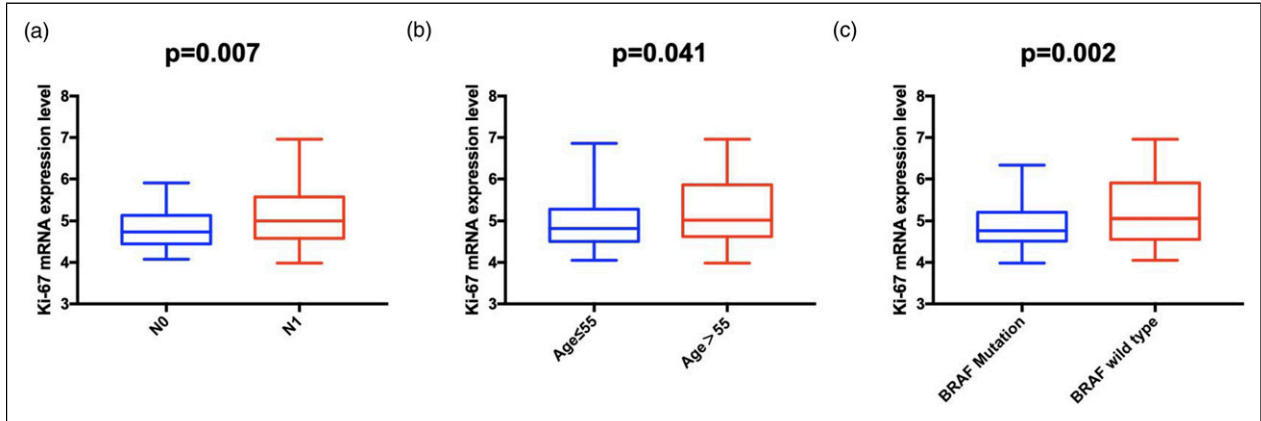 (a)
p=0.007
Ki-67 mRNA expression level
8
7
6
5
4
3
N0
N1
(b)
p=0.041
Ki-67 mRNA expression level
8
7
6
5
4
3
Age≤55
Age＞55
(c)
p=0.002
Ki-67 mRNA expression level
8
7
6
5
4
3
BRAF Mutation
BRAF wild type